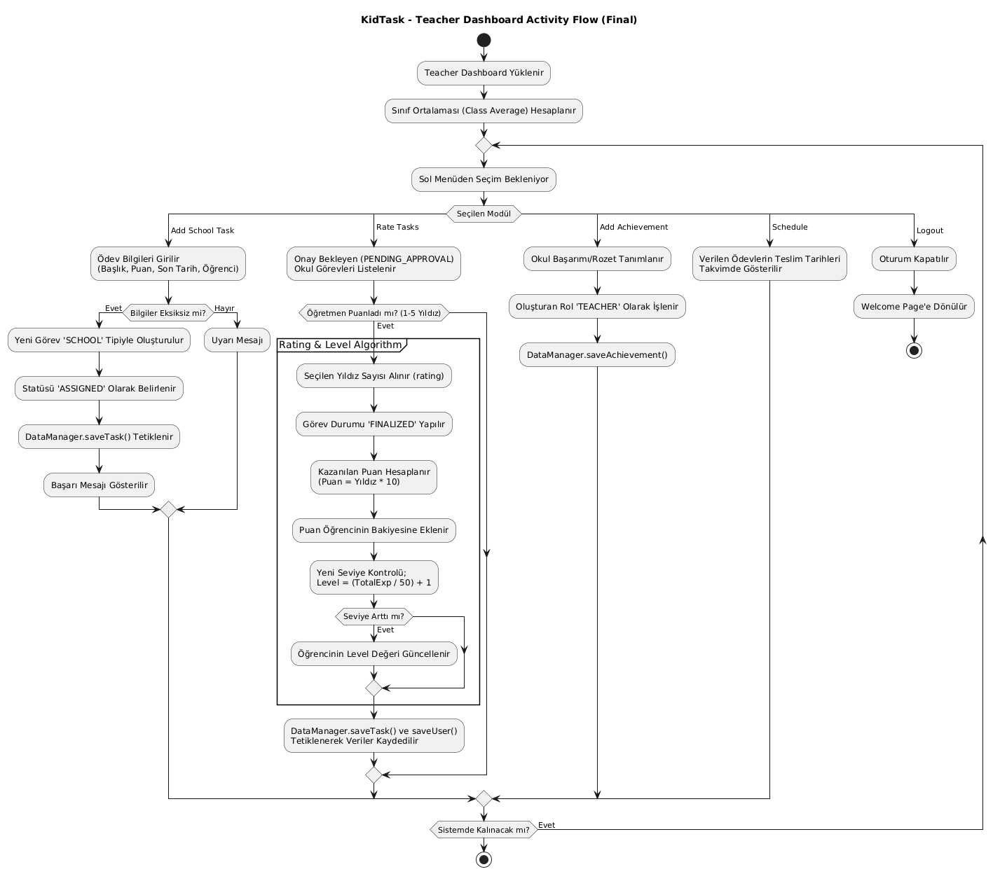 KidTask - Teacher Dashboard Activity Flow (Final)
Teacher Dashboard Yüklenir
Sınıf Ortalaması (Class Average) Hesaplanır
Sol Menüden Seçim Bekleniyor
Seçilen Modül
Add School Task
Ödev Bilgileri Girilir
(Başlık, Puan, Son Tarih, Öğrenci)
Bilgiler Eksiksiz mi?
Evet
Hayır
Yeni Görev 'SCHOOL' Tipiyle Oluşturulur
Statüsü 'ASSIGNED' Olarak Belirlenir
DataManager.saveTask() Tetiklenir
Başarı Mesajı Gösterilir
Uyarı Mesajı
Rate Tasks
Onay Bekleyen (PENDING_APPROVAL)
Okul Görevleri Listelenir
Öğretmen Puanladı mı? (1-5 Yıldız)
Evet
Rating & Level Algorithm
Seçilen Yıldız Sayısı Alınır (rating)
Görev Durumu 'FINALIZED' Yapılır
Kazanılan Puan Hesaplanır
(Puan = Yıldız * 10)
Puan Öğrencinin Bakiyesine Eklenir
Yeni Seviye Kontrolü;
Level = (TotalExp / 50) + 1
Seviye Arttı mı?
Evet
Öğrencinin Level Değeri Güncellenir
DataManager.saveTask() ve saveUser()
Tetiklenerek Veriler Kaydedilir
Add Achievement
Okul Başarımı/Rozet Tanımlanır
Oluşturan Rol 'TEACHER' Olarak İşlenir
DataManager.saveAchievement()
Schedule
Verilen Ödevlerin Teslim Tarihleri
Takvimde Gösterilir
Logout
Oturum Kapatılır
Welcome Page'e Dönülür
Sistemde Kalınacak mı?
Evet